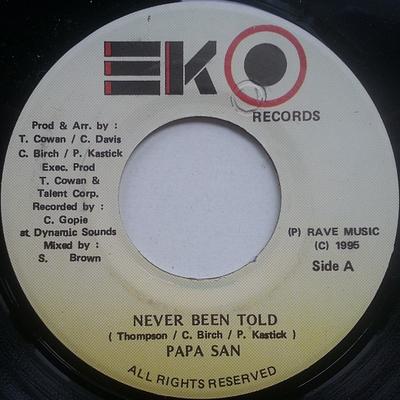 EKO
RECORDS
Prod & Arr. by :
T. Cowan / C. Davis
C. Birch / P. Kastick
Exec. Prod
T. Cowan &
Talent Corp.
Recorded by :
C. Gopie
at Dynamic Sounds
Mixed by :
S. Brown
(P) RAVE MUSIC
(C) 1995
Side A
NEVER BEEN TOLD
( Thompson / C. Birch / P. Kastick )
PAPA SAN
ALL RIGHTS RESERVED